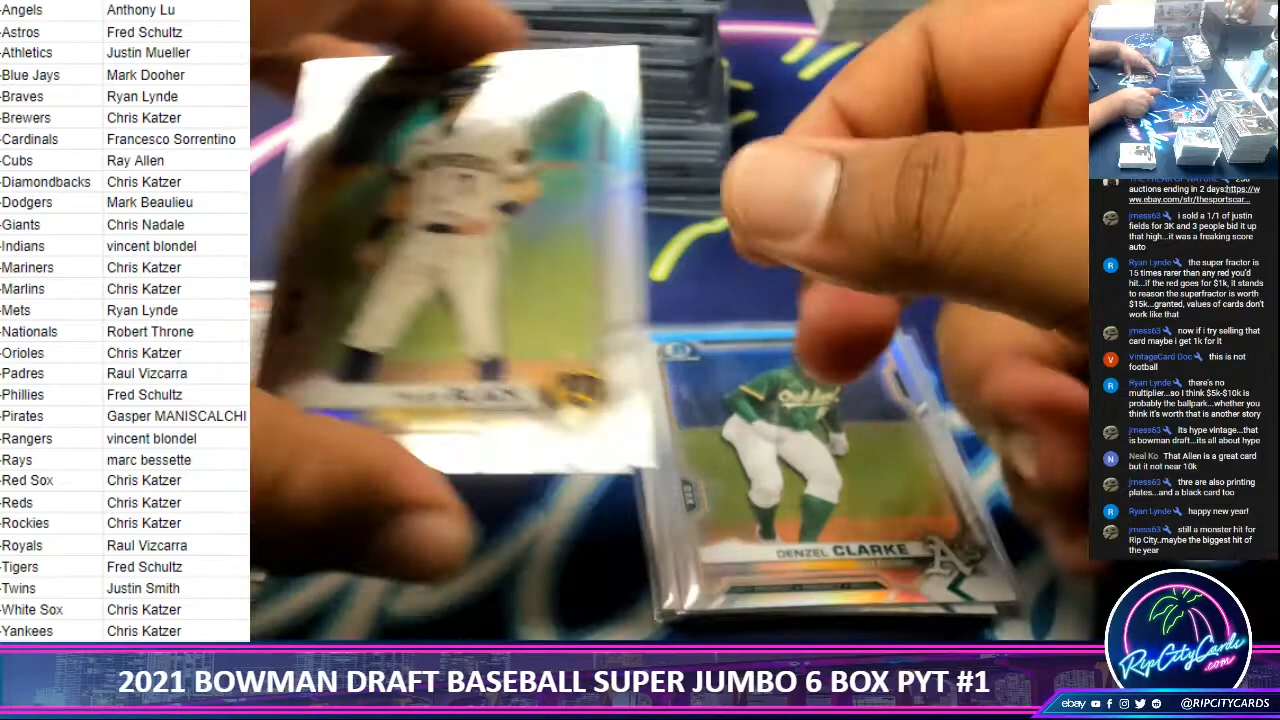 -Angels Anthony Lu
-Astros Fred Schultz
-Athletics Justin Mueller
-Blue Jays Mark Dooher
-Braves Ryan Lynde
-Brewers Chris Katzer
-Cardinals Francesco Sorrentino
-Cubs Ray Allen
-Diamondbacks Chris Katzer
-Dodgers Mark Beaulieu
-Giants Chris Nadale
-Indians vincent blondel
-Mariners Chris Katzer
-Marlins Chris Katzer
-Mets Ryan Lynde
-Nationals Robert Throne
-Orioles Chris Katzer
-Padres Raul Vizcarra
-Phillies Fred Schultz
-Pirates Gasper MANISCALCHI
-Rangers vincent blondel
-Rays marc bessette
-Red Sox Chris Katzer
-Reds Chris Katzer
-Rockies Chris Katzer
-Royals Raul Vizcarra
-Tigers Fred Schultz
-Twins Justin Smith
-White Sox Chris Katzer
-Yankees Chris Katzer
DENZEL CLARKE
auctions ending in 2 days:https://w
ww.ebay.com/str/thesportscar...
jmess63 i sold a 1/1 of justin
fields for 3K and 3 people bid it up
that high...it was a freaking score
auto
R Ryan Lynde the super fractor is
15 times rarer than any red you'd
hit...if the red goes for $1k, it stands
to reason the superfractor is worth
$15k...granted, values of cards don't
work like that
jmess63 now if i try selling that
card maybe i get 1k for it
V VintageCard Doc this is not
football
R Ryan Lynde there's no
multiplier...so I think $5k-$10k is
probably the ballpark...whether you
think it's worth that is another story
jmess63 Its hype vintage...that
is bowman draft...its all about hype
N Neal Ko That Allen is a great card
but it not near 10k
jmess63 thre are also printing
plates...and a black card too
R Ryan Lynde happy new year!
jmess63 still a monster hit for
Rip City..maybe the biggest hit of
the year
RipCityCards
.com
2021 BOWMAN DRAFT BASEBALL SUPER JUMBO 6 BOX PYT #1
ebay @RIPCITYCARDS